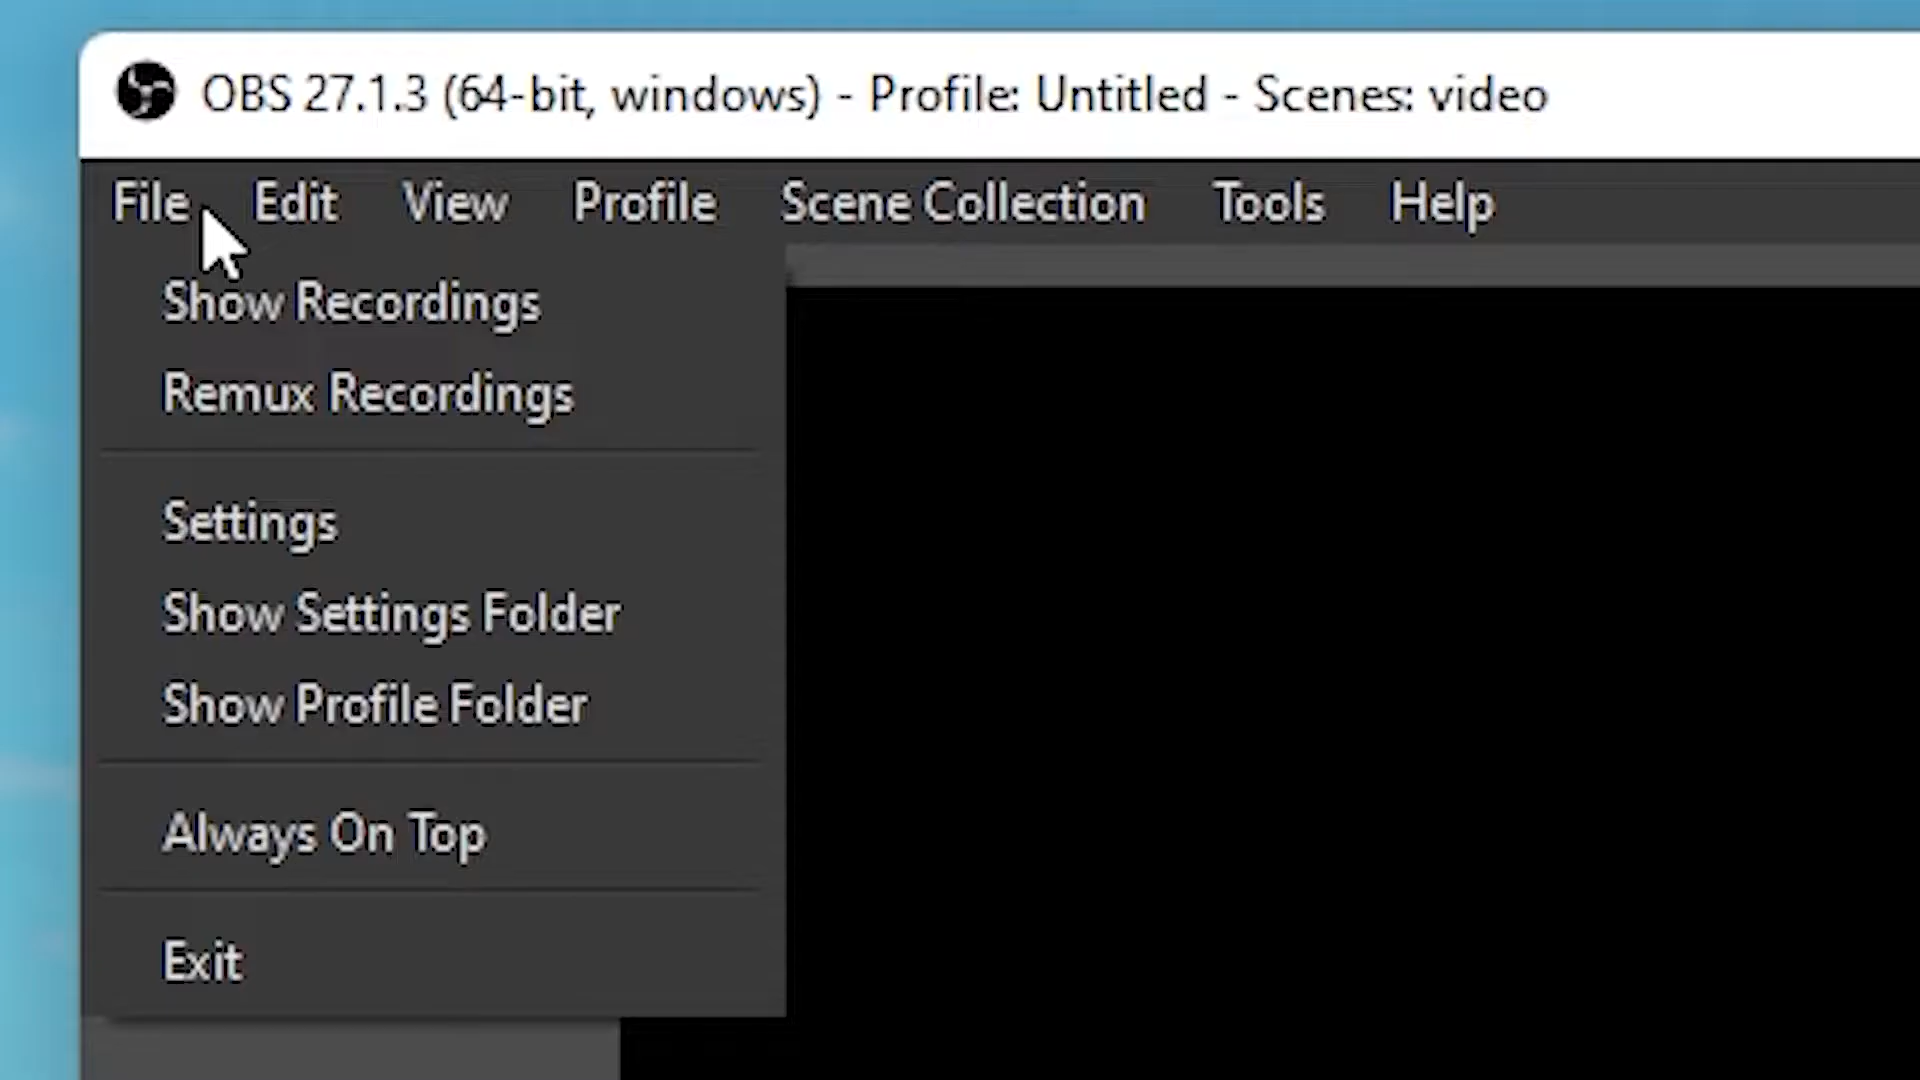 OBS 27.1.3 (64-bit, windows) - Profile: Untitled - Scenes: video
File Edit View Profile Scene Collection Tools Help
Show Recordings
Remux Recordings
Settings
Show Settings Folder
Show Profile Folder
Always On Top
Exit